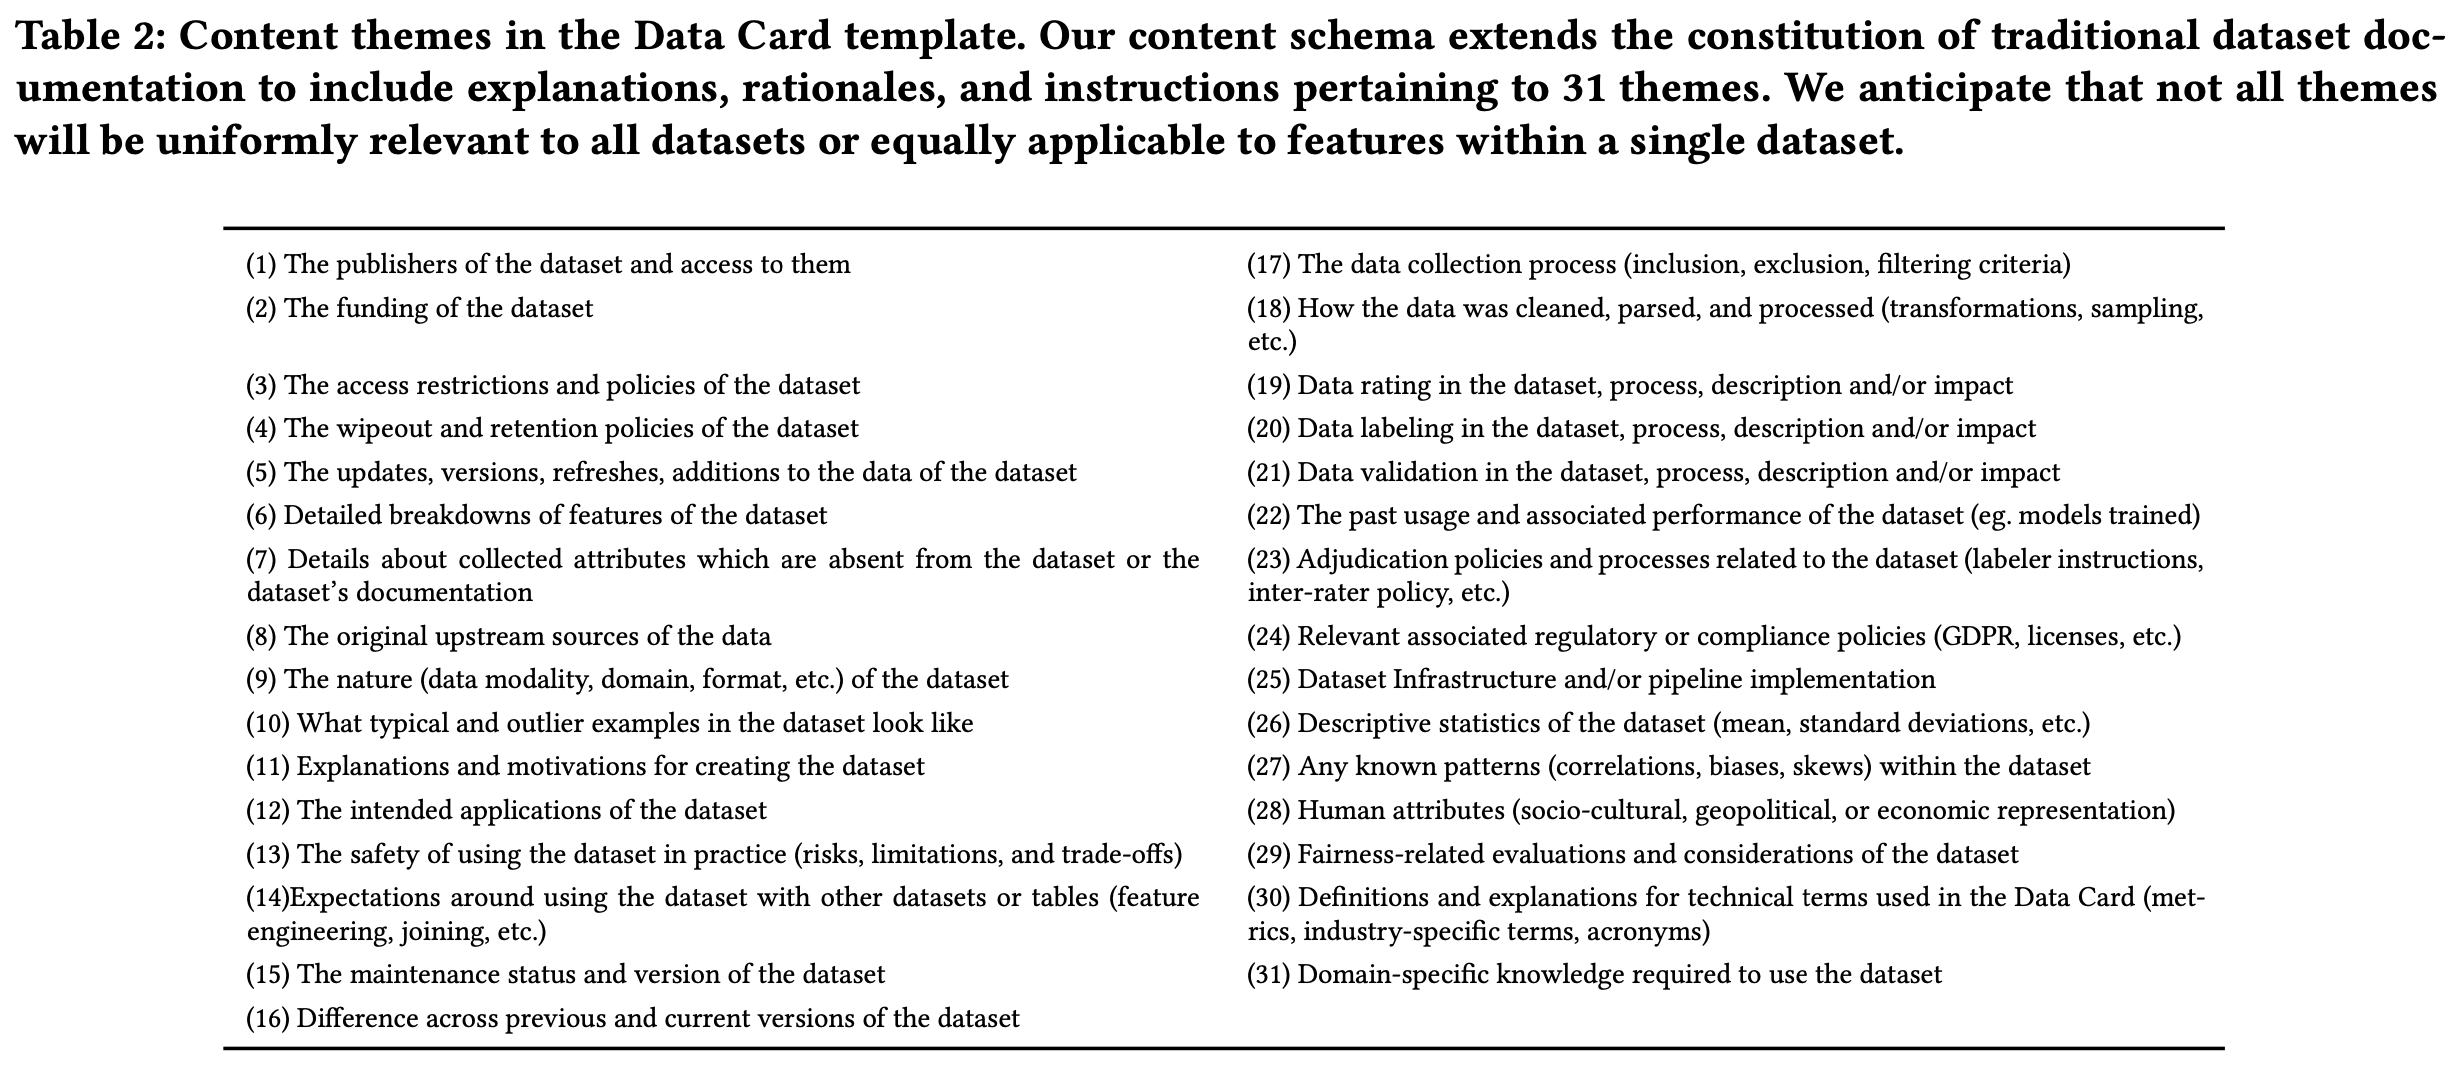 Table 2: Content themes in the Data Card template. Our content schema extends the constitution of traditional dataset doc-
umentation to include explanations, rationales, and instructions pertaining to 31 themes. We anticipate that not all themes
will be uniformly relevant to all datasets or equally applicable to features within a single dataset.
(1) The publishers of the dataset and access to them
(2) The funding of the dataset
(3) The access restrictions and policies of the dataset
(4) The wipeout and retention policies of the dataset
(5) The updates, versions, refreshes, additions to the data of the dataset
(6) Detailed breakdowns of features of the dataset
(7) Details about collected attributes which are absent from the dataset or the
dataset’s documentation
(8) The original upstream sources of the data
(9) The nature (data modality, domain, format, etc.) of the dataset
(10) What typical and outlier examples in the dataset look like
(11) Explanations and motivations for creating the dataset
(12) The intended applications of the dataset
(13) The safety of using the dataset in practice (risks, limitations, and trade-offs)
(14)Expectations around using the dataset with other datasets or tables (feature
engineering, joining, etc.)
(15) The maintenance status and version of the dataset
(16) Difference across previous and current versions of the dataset
(17) The data collection process (inclusion, exclusion, filtering criteria)
(18) How the data was cleaned, parsed, and processed (transformations, sampling,
etc.)
(19) Data rating in the dataset, process, description and/or impact
(20) Data labeling in the dataset, process, description and/or impact
(21) Data validation in the dataset, process, description and/or impact
(22) The past usage and associated performance of the dataset (eg. models trained)
(23) Adjudication policies and processes related to the dataset (labeler instructions,
inter-rater policy, etc.)
(24) Relevant associated regulatory or compliance policies (GDPR, licenses, etc.)
(25) Dataset Infrastructure and/or pipeline implementation
(26) Descriptive statistics of the dataset (mean, standard deviations, etc.)
(27) Any known patterns (correlations, biases, skews) within the dataset
(28) Human attributes (socio-cultural, geopolitical, or economic representation)
(29) Fairness-related evaluations and considerations of the dataset
(30) Definitions and explanations for technical terms used in the Data Card (met-
rics, industry-specific terms, acronyms)
(31) Domain-specific knowledge required to use the dataset